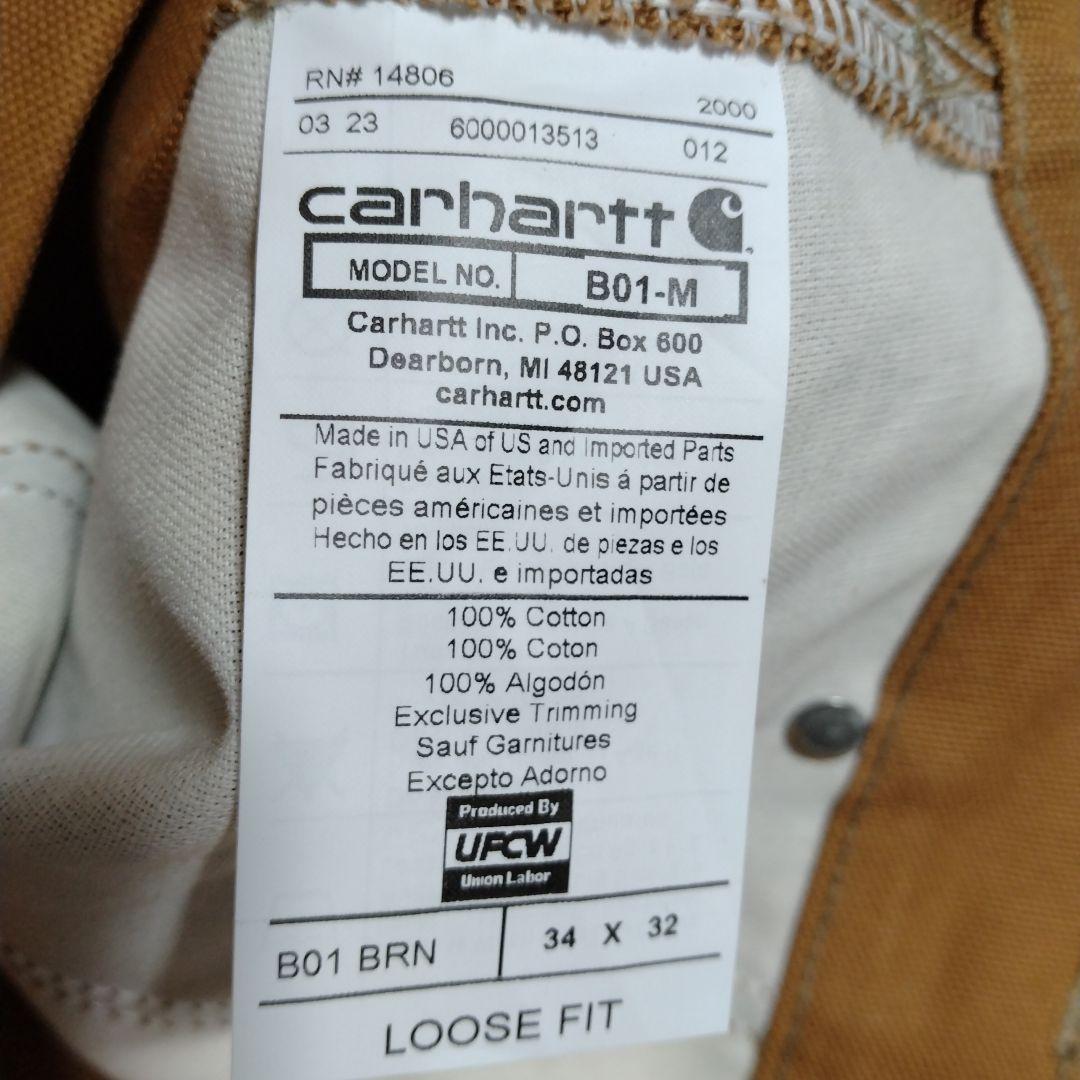 RN# 14806
2000
03 23 6000013513 012
carhartt
MODEL NO. B01-M
Carhartt Inc. P.O. Box 600
Dearborn, MI 48121 USA
carhartt.com
Made in USA of US and Imported Parts
Fabriqué aux Etats-Unis á partir de
pièces américaines et importées
Hecho en los EE.UU. de piezas e los
EE.UU. e importadas
100% Cotton
100% Coton
100% Algodón
Exclusive Trimming
Sauf Garnitures
Excepto Adorno
Produced By
UFCW
Union Labor
B01 BRN 34 X 32
LOOSE FIT